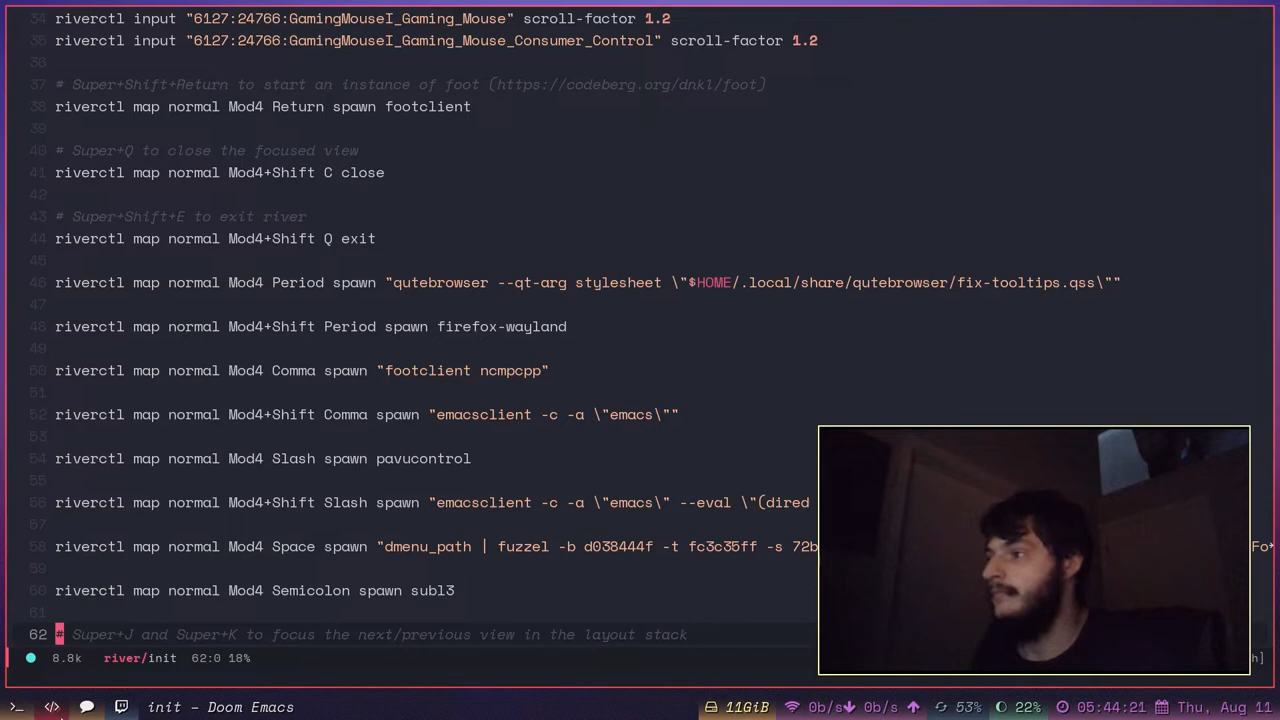 34 riverctl input "6127:24766:GamingMouseI_Gaming_Mouse" scroll-factor 1.2
35 riverctl input "6127:24766:GamingMouseI_Gaming_Mouse_Consumer_Control" scroll-factor 1.2
36
37 # Super+Shift+Return to start an instance of foot (https://codeberg.org/dnkl/foot)
38 riverctl map normal Mod4 Return spawn footclient
39
40 # Super+Q to close the focused view
41 riverctl map normal Mod4+Shift C close
42
43 # Super+Shift+E to exit river
44 riverctl map normal Mod4+Shift Q exit
45
46 riverctl map normal Mod4 Period spawn "qutebrowser --qt-arg stylesheet \"$HOME/.local/share/qutebrowser/fix-tooltips.qss\""
47
48 riverctl map normal Mod4+Shift Period spawn firefox-wayland
49
50 riverctl map normal Mod4 Comma spawn "footclient ncmpcpp"
51
52 riverctl map normal Mod4+Shift Comma spawn "emacsclient -c -a \"emacs\""
53
54 riverctl map normal Mod4 Slash spawn pavucontrol
55
56 riverctl map normal Mod4+Shift Slash spawn "emacsclient -c -a \"emacs\" --eval \"(dired
57
58 riverctl map normal Mod4 Space spawn "dmenu_path | fuzzel -b d038444f -t fc3c35ff -s 72b Fo
59
60 riverctl map normal Mod4 Semicolon spawn subl3
61
62 # Super+J and Super+K to focus the next/previous view in the layout stack
8.8k river/init 62:0 18% h]
>_ </> init – Doom Emacs 11GiB 0b/s 0b/s 53% 22% 05:44:21 Thu, Aug 11